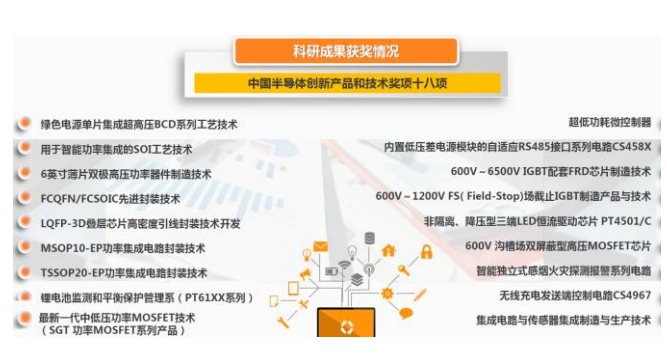 科研成果获奖情况
中国半导体创新产品和技术奖项十八项
绿色电源单片集成超高压BCD系列工艺技术
用于智能功率集成的SOI工艺技术
6英寸薄片双极高压功率器件制造技术
FCQFN/FCSOIC先进封装技术
LQFP-3D叠层芯片高密度引线封装技术开发
MSOP10-EP功率集成电路封装技术
TSSOP20-EP功率集成电路封装技术
锂电池监测和平衡保护管理系（PT61XX系列）
最新一代中低压功率MOSFET技术
（SGT 功率MOSFET系列产品）
超低功耗微控制器
内置低压差电源模块的自适应RS485接口系列电路CS458X
600V～6500V IGBT配套FRD芯片制造技术
600V～1200V FS( Field-Stop)场截止IGBT制造产品与技术
非隔离、降压型三端LED恒流驱动芯片 PT4501/C
600V 沟槽场双屏蔽型高压MOSFET芯片
智能独立式感烟火灾探测报警系列电路
无线充电发送端控制电路CS4967
集成电路与传感器集成制造与生产技术